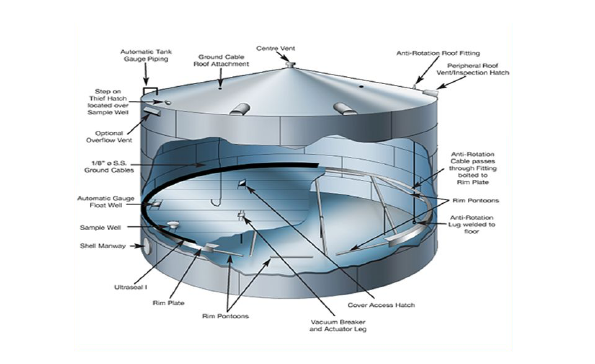 Automatic Tank
Gauge Piping
Ground Cable
Roof Attachment
Centre Vent
Anti-Rotation Roof Fitting
Peripheral Roof
Vent/Inspection Hatch
Step on
Thief Hatch
located over
Sample Well
Optional
Overflow Vent
1/8" ø S.S.
Ground Cables
Anti-Rotation
Cable passes
through Fitting
bolted to
Rim Plate
Automatic Gauge
Float Well
Rim Pontoons
Sample Well
Anti-Rotation
Lug welded to
floor
Shell Manway
Ultraseal I
Rim Plate
Rim Pontoons
Cover Access Hatch
Vacuum Breaker
and Actuator Leg